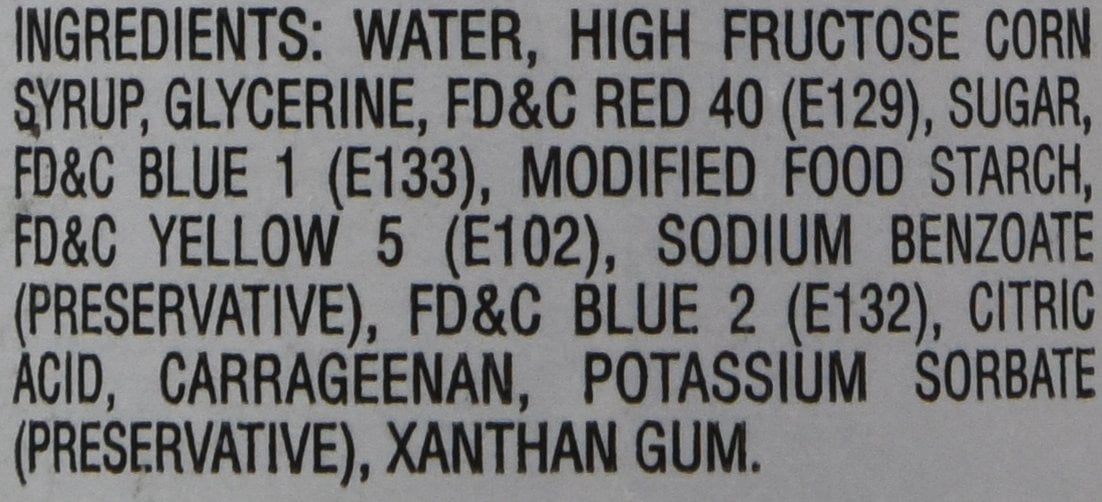 INGREDIENTS: WATER, HIGH FRUCTOSE CORN
SYRUP, GLYCERINE, FD&C RED 40 (E129), SUGAR,
FD&C BLUE 1 (E133), MODIFIED FOOD STARCH,
FD&C YELLOW 5 (E102), SODIUM BENZOATE
(PRESERVATIVE), FD&C BLUE 2 (E132), CITRIC
ACID, CARRAGEENAN, POTASSIUM SORBATE
(PRESERVATIVE), XANTHAN GUM.